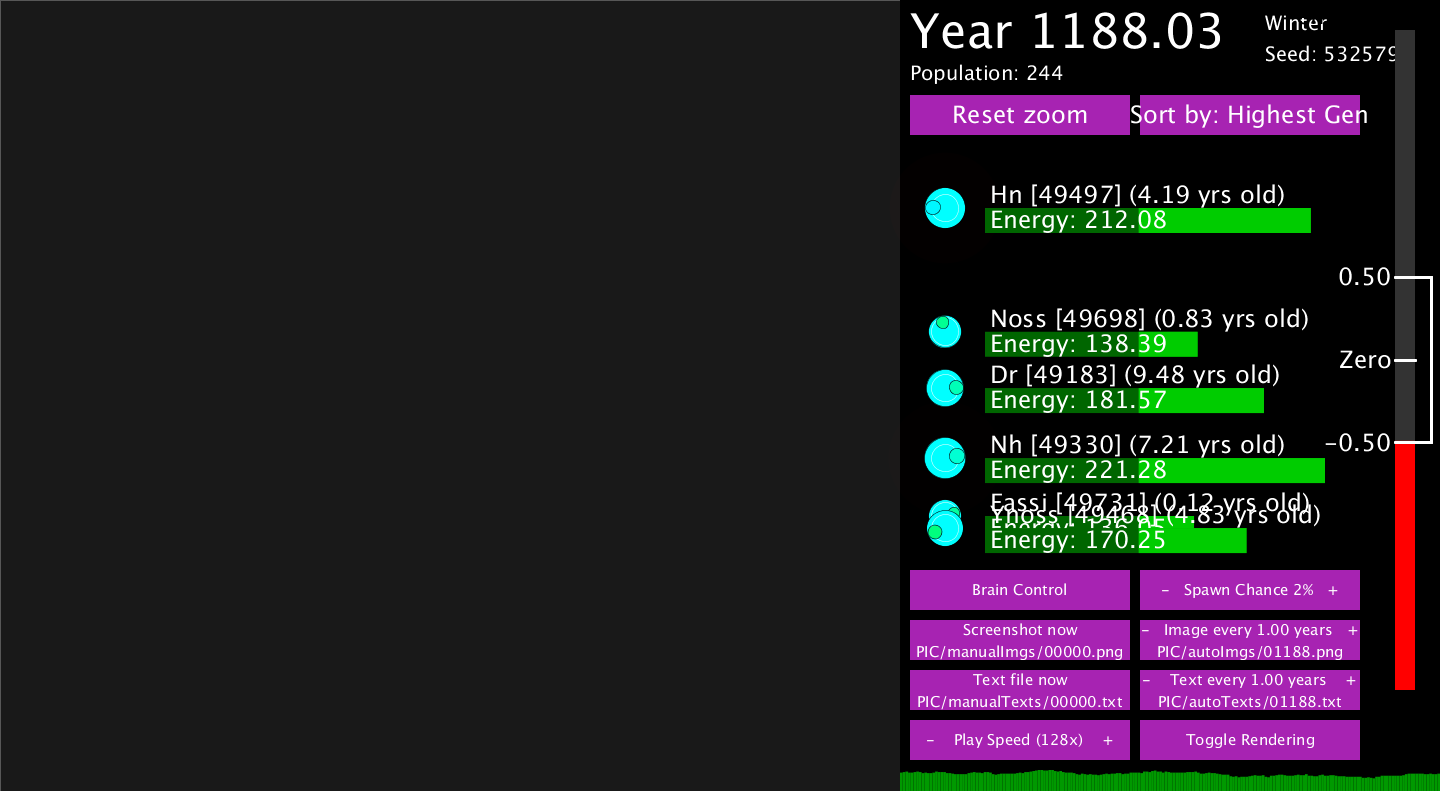 Year 1188.03
Winter
Seed: 532579
Population: 244
Reset zoom
Sort by: Highest Gen
Hn [49497] (4.19 yrs old)
Energy: 212.08
0.50
Noss [49698] (0.83 yrs old)
Energy: 138.39
Zero
Dr [49183] (9.48 yrs old)
Energy: 181.57
-0.50
Nh [49330] (7.21 yrs old)
Energy: 221.28
Eassi [49731] (0.12 yrs old)
Yhoss [49468] (4.83 yrs old)
Energy: 170.25
Brain Control
- Spawn Chance 2% +
Screenshot now
PIC/manualImgs/00000.png
- Image every 1.00 years +
PIC/autoImgs/01188.png
Text file now
PIC/manualTexts/00000.txt
- Text every 1.00 years +
PIC/autoTexts/01188.txt
- Play Speed (128x) +
Toggle Rendering